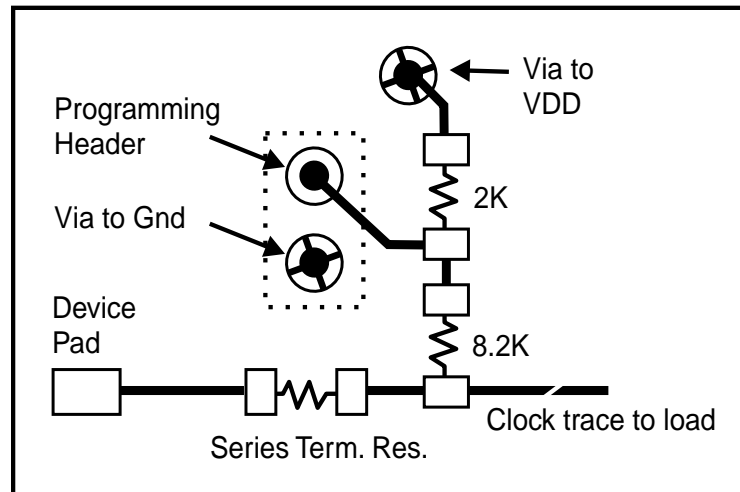 Via to
VDD
Programming
Header
2K
Via to Gnd
Device
Pad
8.2K
Clock trace to load
Series Term. Res.